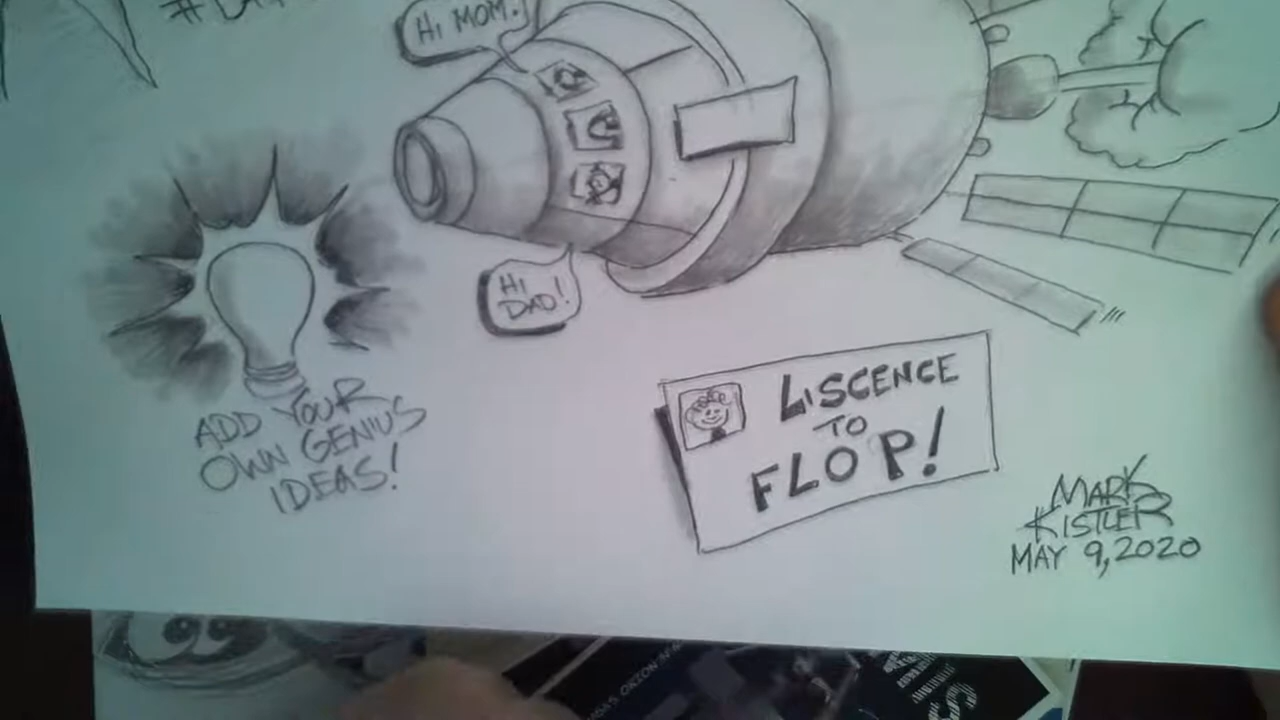 Hi MOM!
Hi
DAD!
ADD YOUR
OWN GENIUS
IDEAS!
LiSCENCE
TO
FLOP!
MARK
KISTLER
MAY 9, 2020